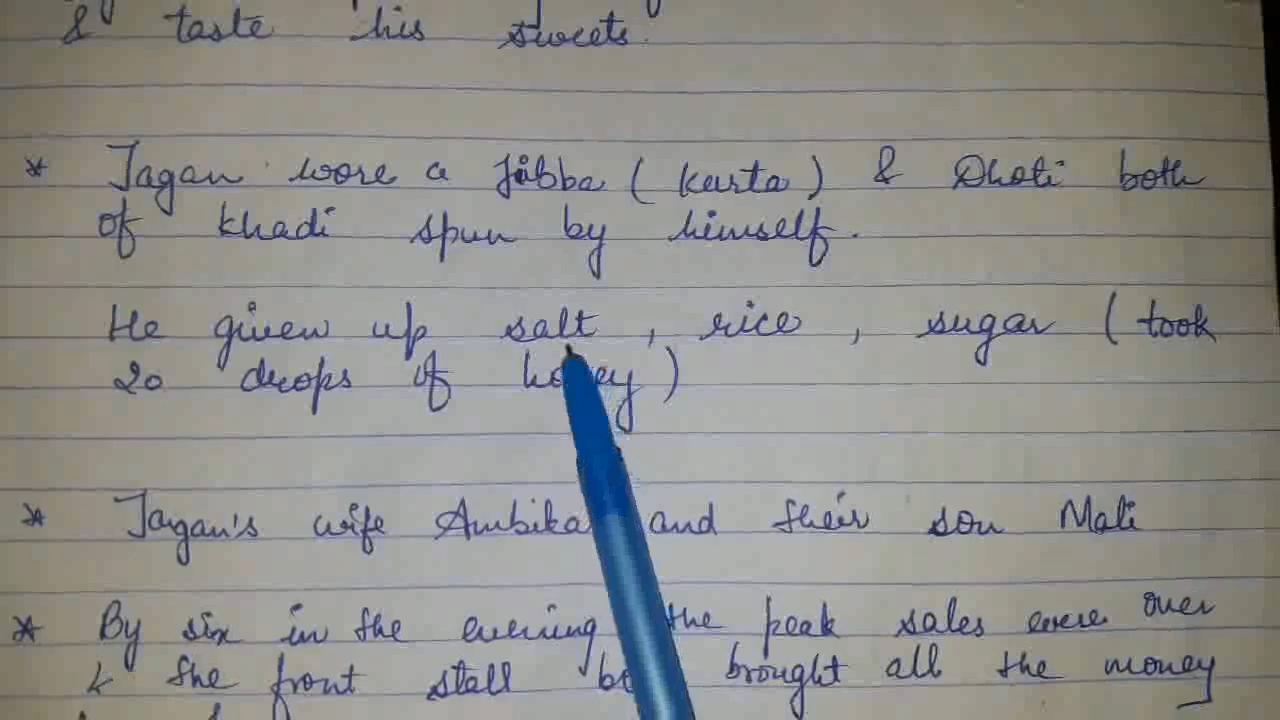 & taste his sweets.
* Jagan wore a Jibba (kurta) & Dhoti both
of khadi spun by himself.
He given up salt, rice, sugar (took
20 drops of honey)
* Jagan's wife Ambika and their son Mali
* By six in the evening the peak sales were over
& the front stall brought all the money